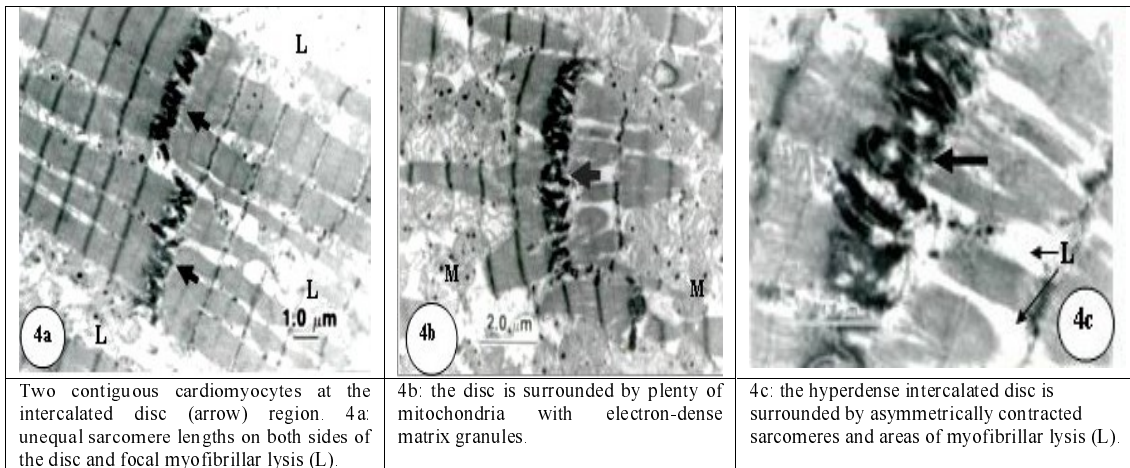 L
L
L
1.0 μm
4a
M
M
2.0 μm
4b
L
4c
Two contiguous cardiomyocytes at the
intercalated disc (arrow) region. 4a:
unequal sarcomere lengths on both sides of
the disc and focal myofibrillar lysis (L).
4b: the disc is surrounded by plenty of
mitochondria with electron-dense
matrix granules.
4c: the hyperdense intercalated disc is
surrounded by asymmetrically contracted
sarcomeres and areas of myofibrillar lysis (L).